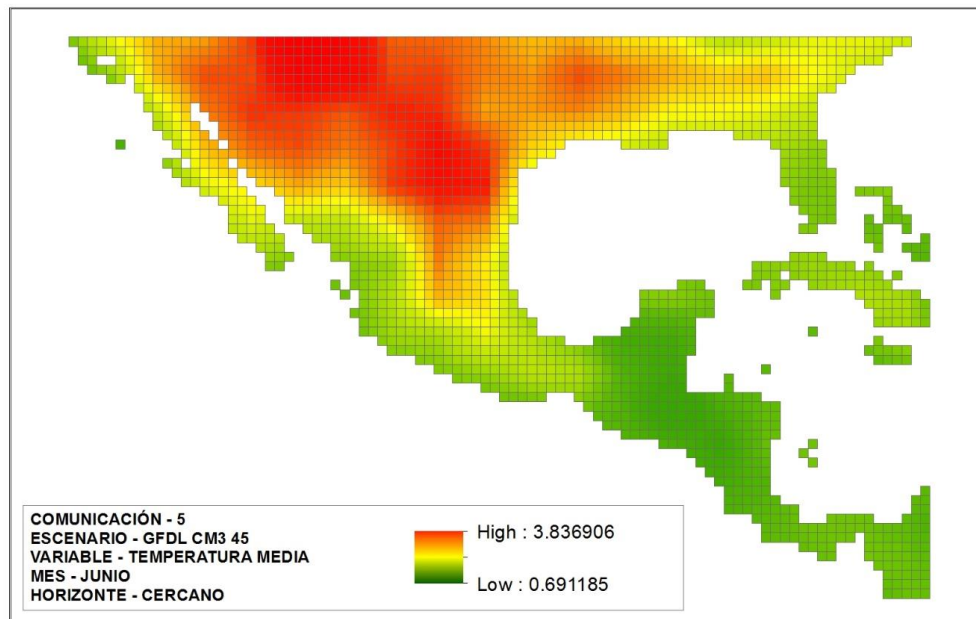 COMUNICACIÓN - 5
ESCENARIO - GFDL CM3 45
VARIABLE - TEMPERATURA MEDIA
MES - JUNIO
HORIZONTE - CERCANO
High : 3.836906
Low : 0.691185